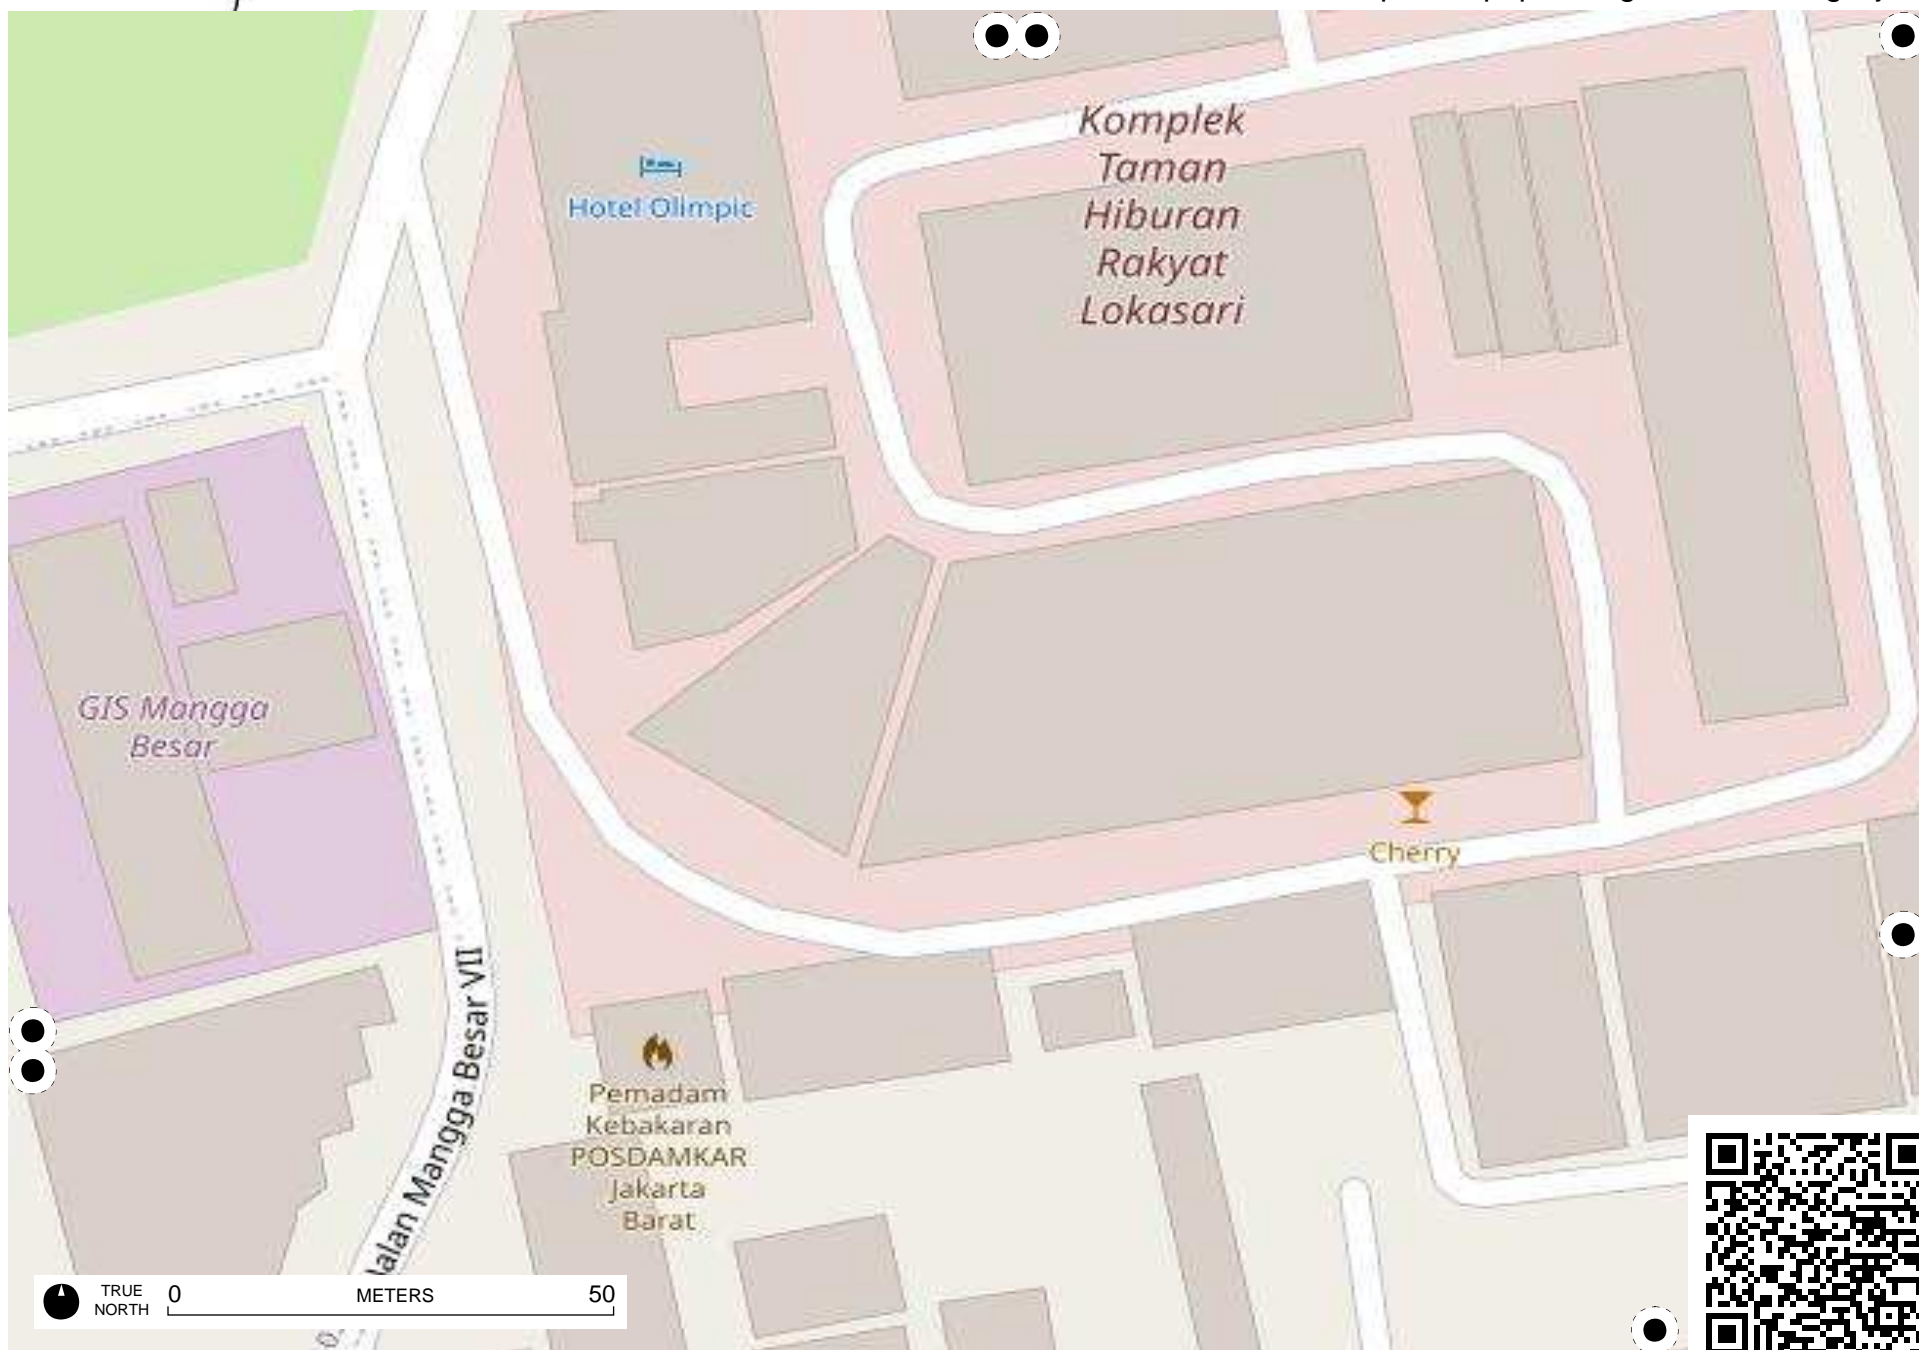 Komplek
Taman
Hiburan
Rakyat
Lokasari
Hotel Olimpic
GIS Mangga
Besar
Cherry
Jalan Mangga Besar VII
Pemadam
Kebakaran
POSDAMKAR
Jakarta
Barat
TRUE
NORTH
0 METERS 50